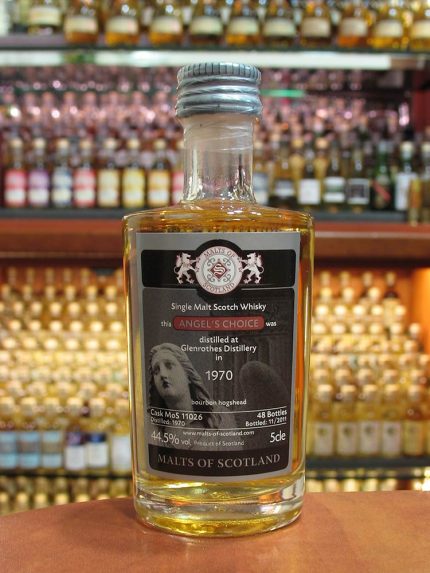 MALTS OF
S
SCOTLAND
Single Malt Scotch Whisky
this ANGEL'S CHOICE was
distilled at
Glenrothes Distillery
in
1970
bourbon hogshead
Cask MoS 11026 48 Bottles
Distilled: 1970 Bottled: 11/2011
www.malts-of-scotland.com
44.5% vol. Product of Scotland 5cl e
MALTS OF SCOTLAND